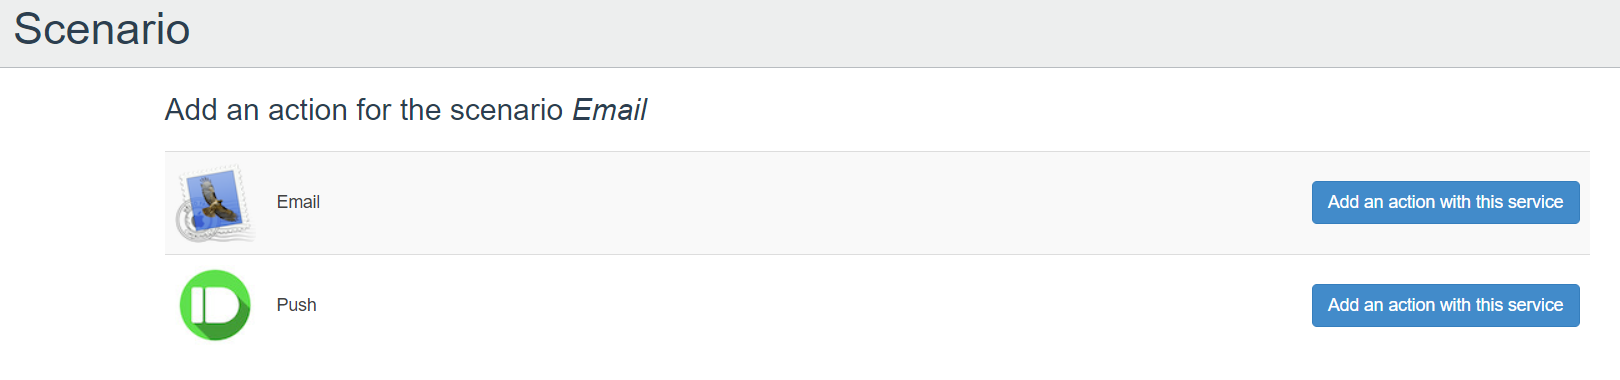 Scenario
Add an action for the scenario Email
Email
Add an action with this service
Push
Add an action with this service